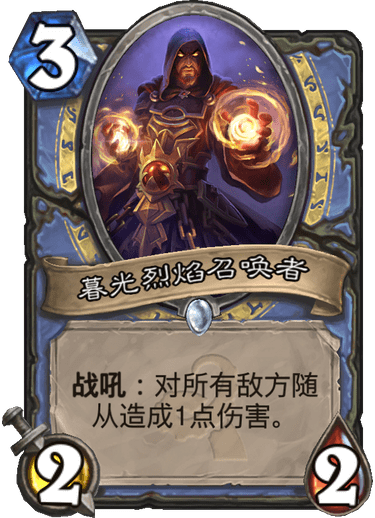 3
暮光烈焰召唤者
战吼：对所有敌方随
从造成1点伤害。
2
2